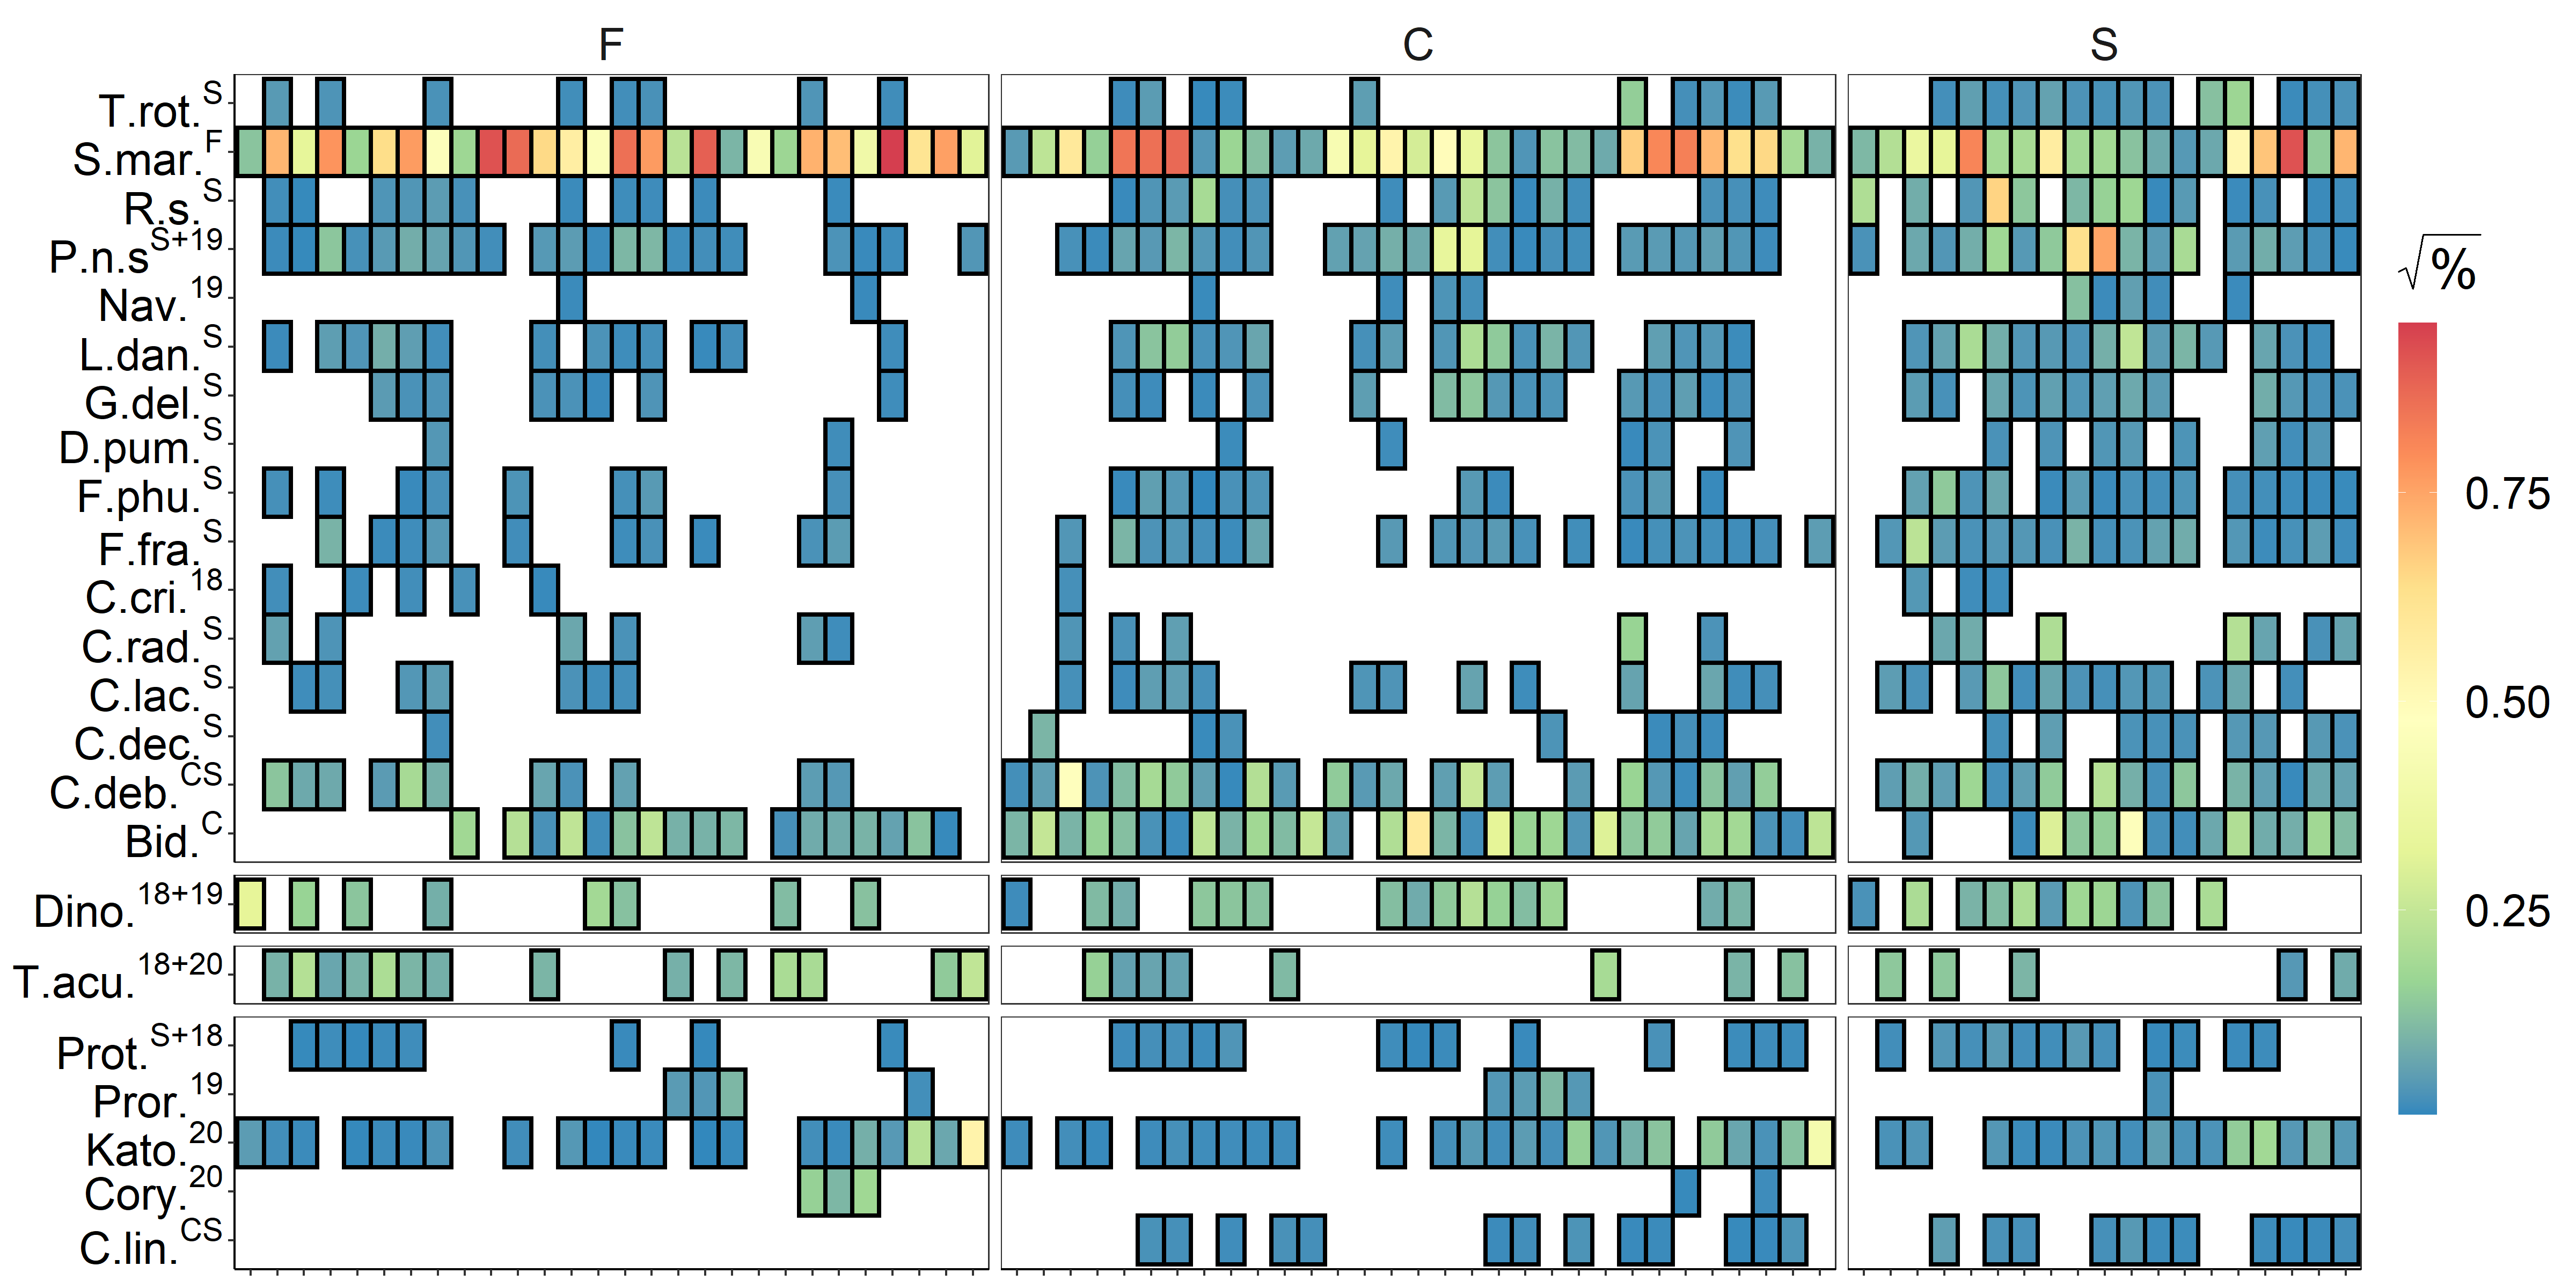 F C S
T.rot.S
S.mar.F
R.s.S
P.n.sS+19
Nav.19
L.dan.S
G.del.S
D.pum.S
F.phu.S
F.fra.S
C.cri.18
C.rad.S
C.lac.S
C.dec.S
C.deb.CS
Bid.C
Dino.18+19
T.acu.18+20
Prot.S+18
Pror.19
Kato.20
Cory.20
C.lin.CS
√%
0.75
0.50
0.25